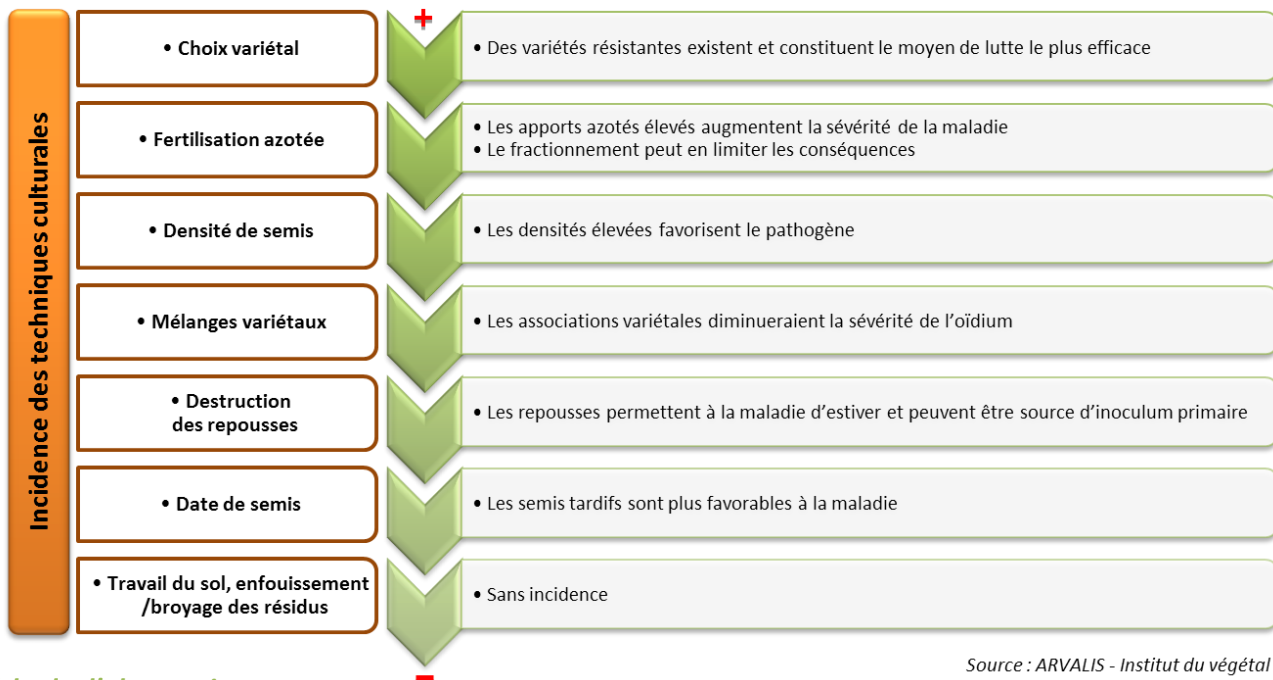 Incidence des techniques culturales
+
• Choix variétal
• Des variétés résistantes existent et constituent le moyen de lutte le plus efficace
• Fertilisation azotée
• Les apports azotés élevés augmentent la sévérité de la maladie
• Le fractionnement peut en limiter les conséquences
• Densité de semis
• Les densités élevées favorisent le pathogène
• Mélanges variétaux
• Les associations variétales diminueraient la sévérité de l’oïdium
• Destruction
des repousses
• Les repousses permettent à la maladie d’estiver et peuvent être source d’inoculum primaire
• Date de semis
• Les semis tardifs sont plus favorables à la maladie
• Travail du sol, enfouissement
/broyage des résidus
• Sans incidence
-
Source : ARVALIS - Institut du végétal